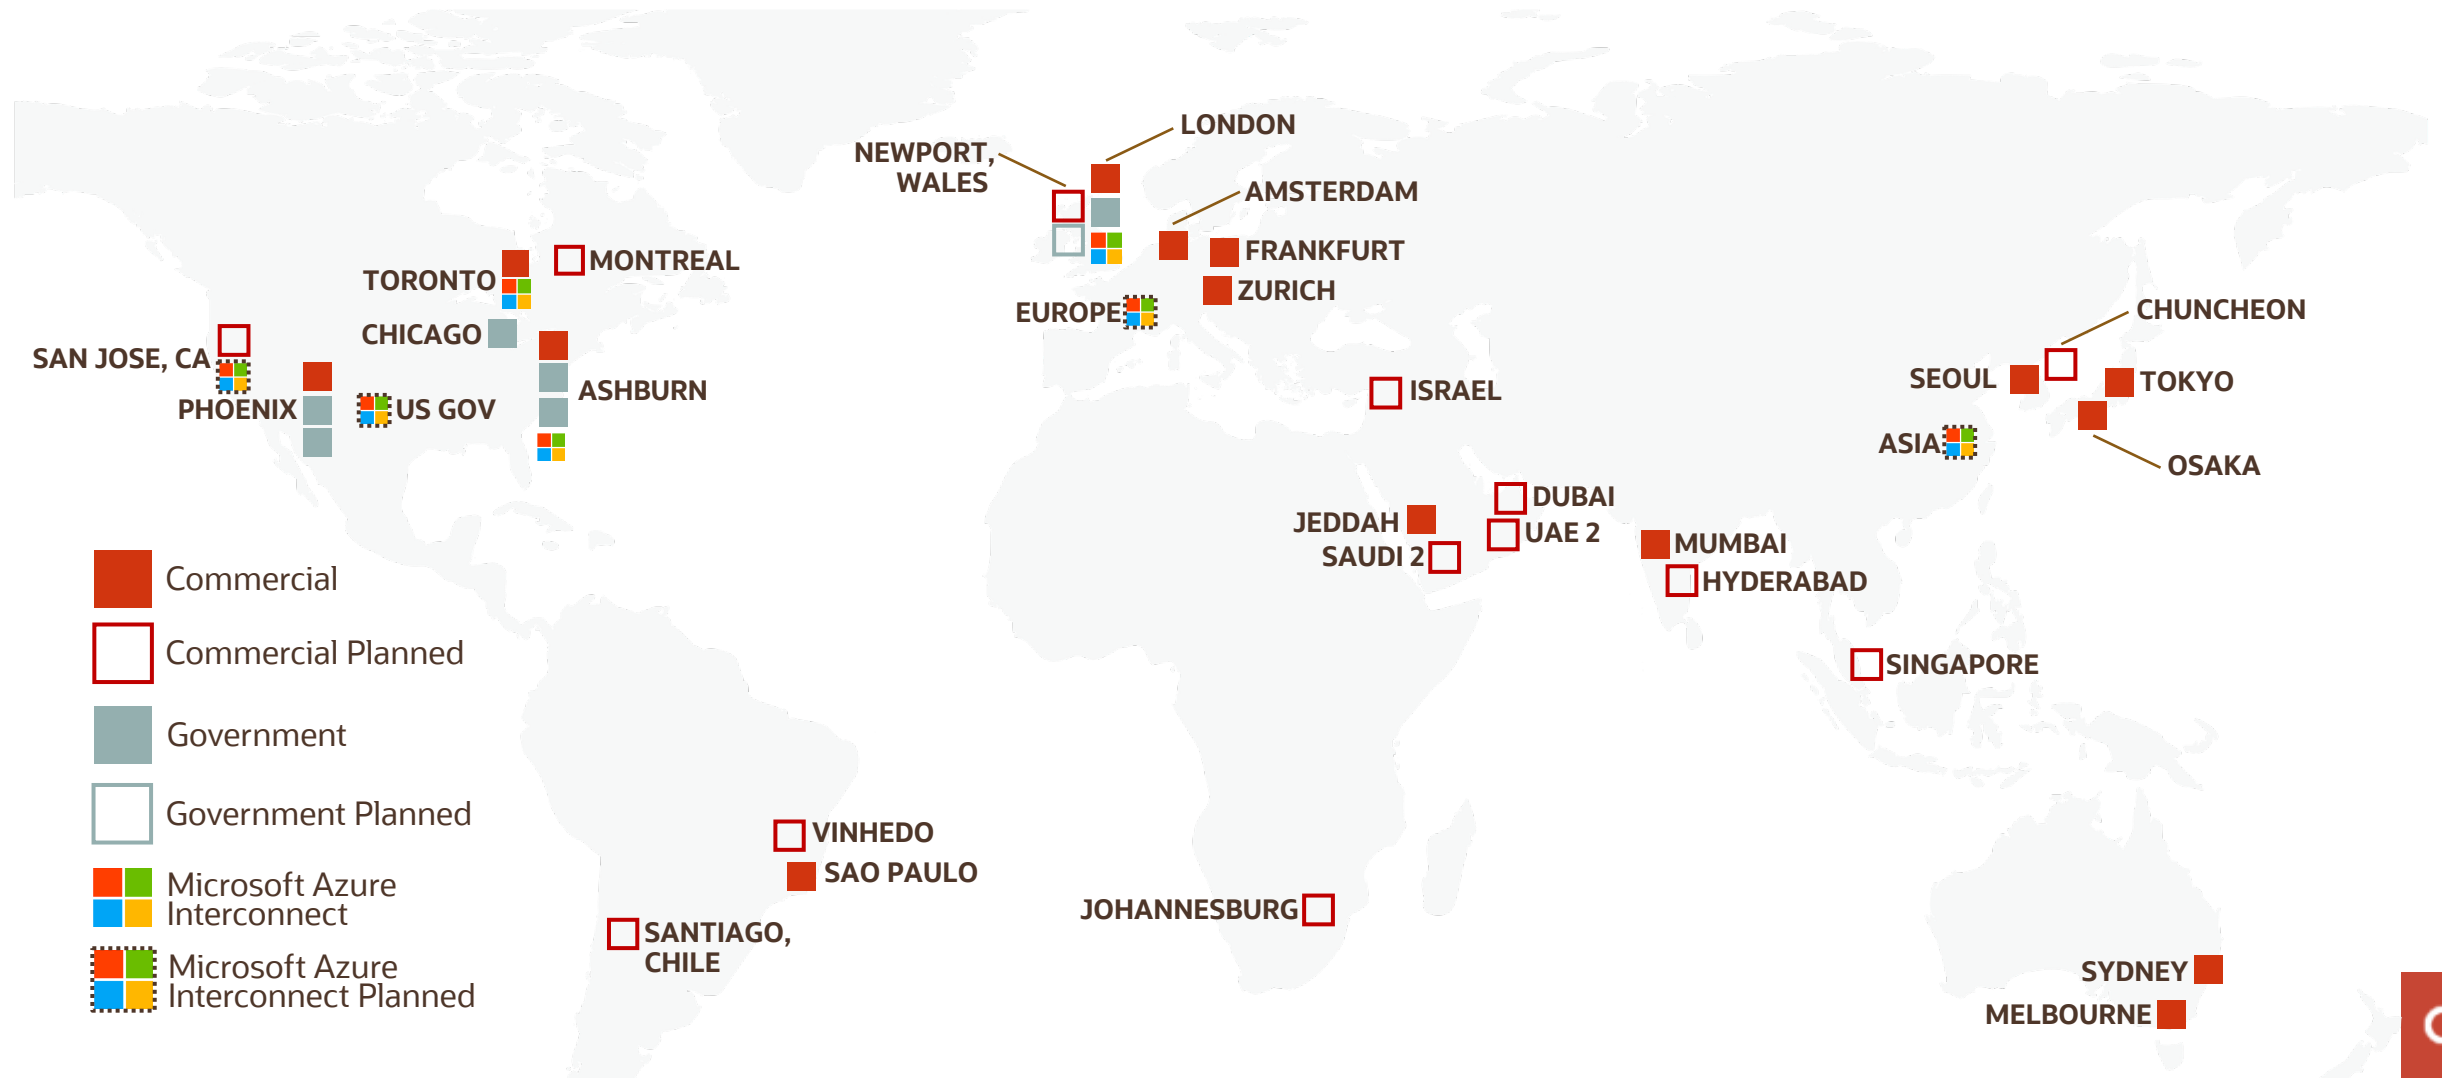 LONDON
NEWPORT,
WALES
AMSTERDAM
FRANKFURT
ZURICH
EUROPE
MONTREAL
TORONTO
CHICAGO
SAN JOSE, CA
PHOENIX
US GOV
ASHBURN
ISRAEL
CHUNCHEON
SEOUL
TOKYO
ASIA
OSAKA
DUBAI
JEDDAH
UAE 2
SAUDI 2
MUMBAI
HYDERABAD
SINGAPORE
VINHEDO
SAO PAULO
SANTIAGO,
CHILE
JOHANNESBURG
SYDNEY
MELBOURNE
Commercial
Commercial Planned
Government
Government Planned
Microsoft Azure
Interconnect
Microsoft Azure
Interconnect Planned